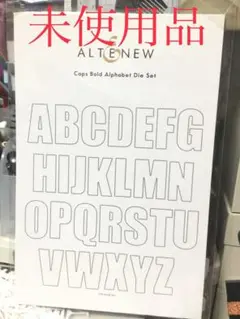 未使用品
ALTENEW
Caps Bold Alphabet Die Set
ABCDEFG
HIJKLMN
OPQRSTU
VWXYZ